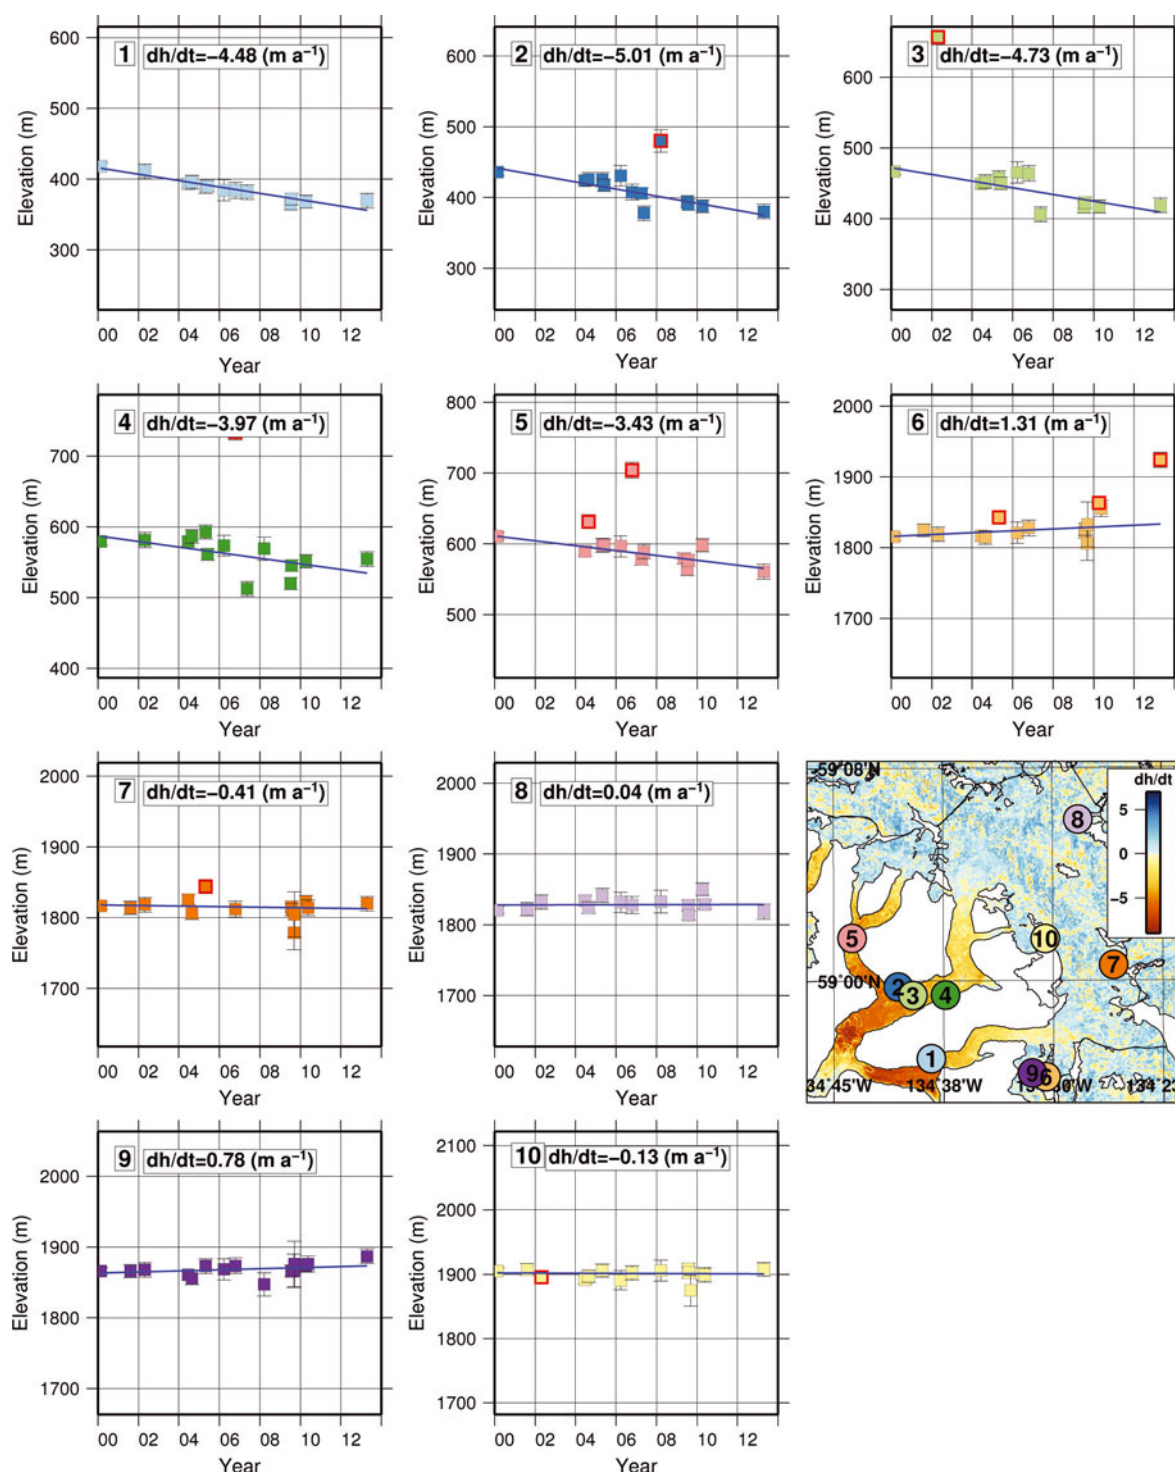 1 dh/dt=−4.48 (m a⁻¹)
600
500
400
300
Elevation (m)
00 02 04 06 08 10 12
Year
2 dh/dt=−5.01 (m a⁻¹)
600
500
400
300
Elevation (m)
00 02 04 06 08 10 12
Year
3 dh/dt=−4.73 (m a⁻¹)
600
500
400
300
Elevation (m)
00 02 04 06 08 10 12
Year
4 dh/dt=−3.97 (m a⁻¹)
700
600
500
400
Elevation (m)
00 02 04 06 08 10 12
Year
5 dh/dt=−3.43 (m a⁻¹)
800
700
600
500
Elevation (m)
00 02 04 06 08 10 12
Year
6 dh/dt=1.31 (m a⁻¹)
2000
1900
1800
1700
Elevation (m)
00 02 04 06 08 10 12
Year
7 dh/dt=−0.41 (m a⁻¹)
2000
1900
1800
1700
Elevation (m)
00 02 04 06 08 10 12
Year
8 dh/dt=0.04 (m a⁻¹)
2000
1900
1800
1700
Elevation (m)
00 02 04 06 08 10 12
Year
59°08'N
dh/dt
5
0
−5
8
5
10
7
59°00'N
2
3
4
1
9
6
34°45'W 134°38'W
134°23
9 dh/dt=0.78 (m a⁻¹)
2000
1900
1800
1700
Elevation (m)
00 02 04 06 08 10 12
Year
10 dh/dt=−0.13 (m a⁻¹)
2100
2000
1900
1800
1700
Elevation (m)
00 02 04 06 08 10 12
Year